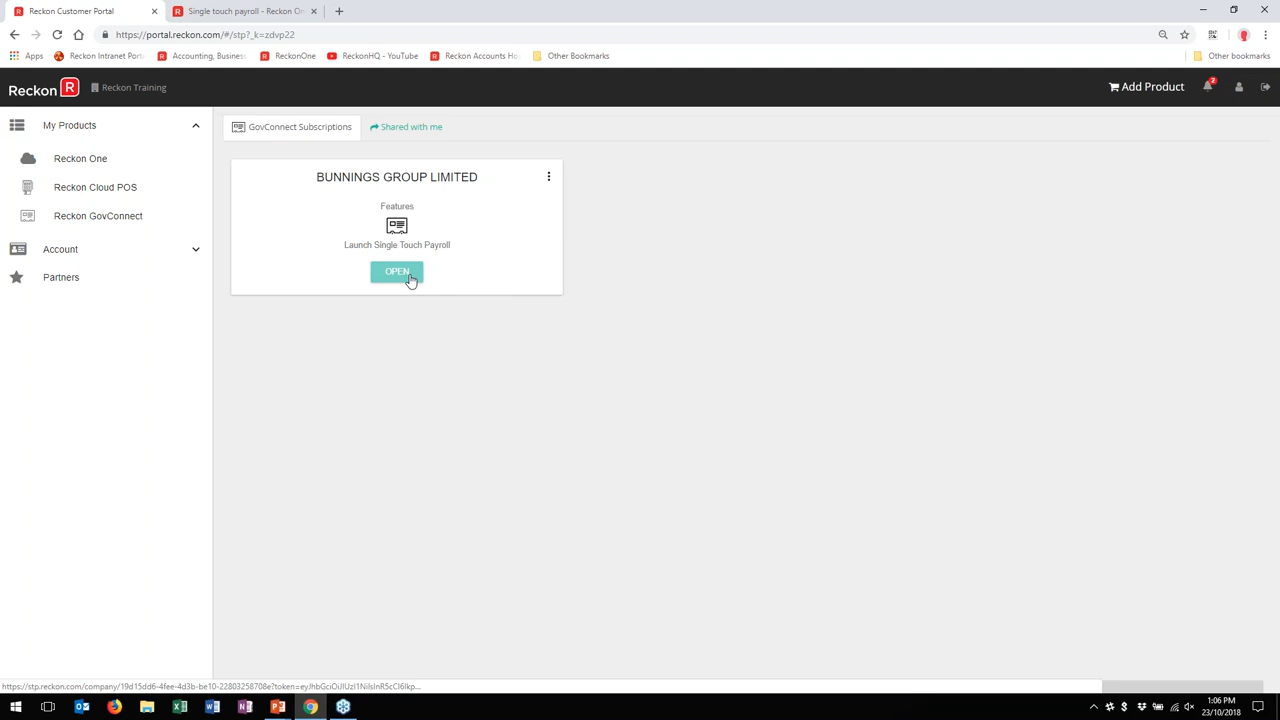 Reckon Customer Portal
Single touch payroll - Reckon On
https://portal.reckon.com/#/stp?_k=zdvp22
Apps
Reckon Intranet Port
Accounting, Business
ReckonOne
ReckonHQ - YouTube
Reckon Accounts Ho
Other Bookmarks
Other bookmarks
Reckon R
Reckon Training
Add Product
2
My Products
GovConnect Subscriptions
Shared with me
Reckon One
Reckon Cloud POS
Reckon GovConnect
Account
Partners
BUNNINGS GROUP LIMITED
Features
Launch Single Touch Payroll
OPEN
1:06 PM
23/10/2018